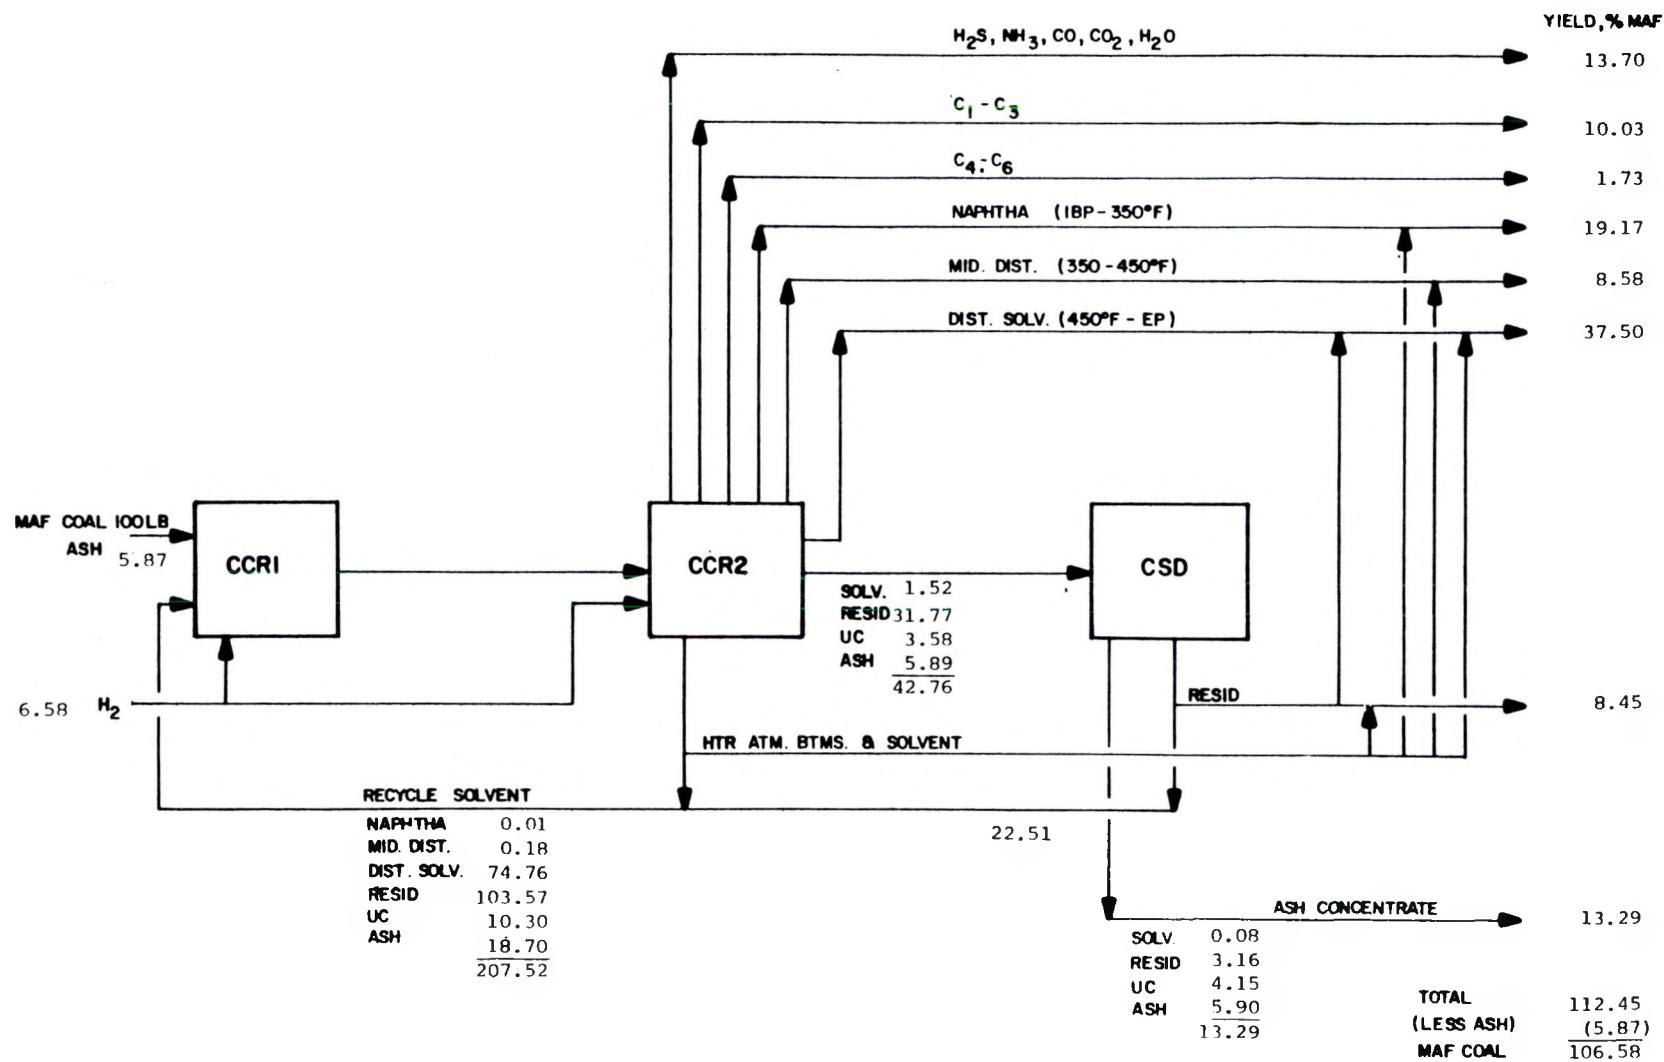 YIELD,% MAF
H2S, NH3, CO, CO2, H2O 13.70
C1 - C3 10.03
C4-C6 1.73
NAPHTHA (IBP-350°F) 19.17
MID. DIST. (350-450°F) 8.58
DIST. SOLV. (450°F - EP) 37.50
MAF COAL 100LB
ASH 5.87
CCR1
CCR2
CSD
SOLV. 1.52
RESID 31.77
UC 3.58
ASH 5.89
42.76
6.58 H2
RESID 8.45
HTR ATM. BTMS. & SOLVENT
RECYCLE SOLVENT
NAPHTHA 0.01
MID. DIST. 0.18
DIST. SOLV. 74.76
RESID 103.57
UC 10.30
ASH 18.70
207.52
22.51
ASH CONCENTRATE 13.29
SOLV. 0.08
RESID 3.16
UC 4.15
ASH 5.90
13.29
TOTAL 112.45
(LESS ASH) (5.87)
MAF COAL 106.58